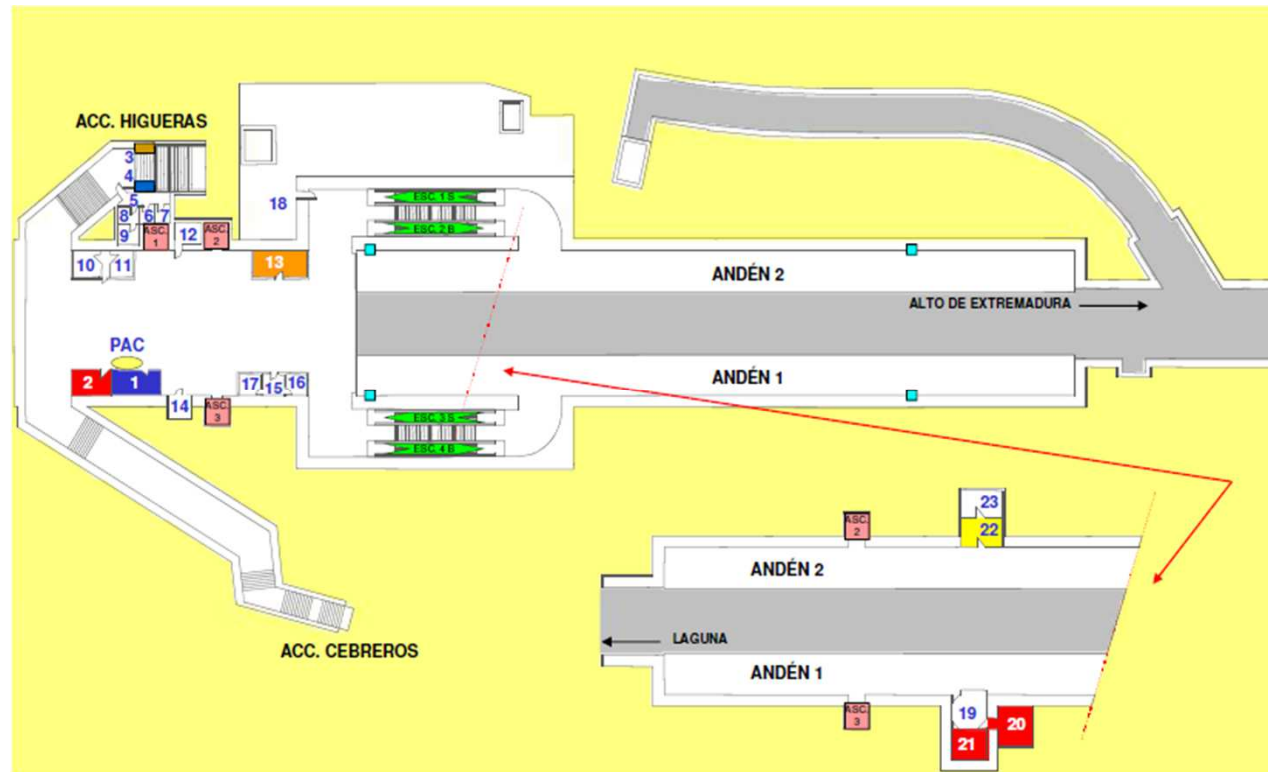 ACC. HIGUERAS
3
4
5
8
6
7
9
ASC. 1
12
ASC. 2
10
11
18
13
ESC. 1 S
ESC. 2 B
ANDÉN 2
ALTO DE EXTREMADURA
PAC
2
1
14
ASC. 3
17
15
16
ANDÉN 1
ESC. 3 S
ESC. 4 B
ACC. CEBREROS
23
22
ASC. 2
ANDÉN 2
LAGUNA
ANDÉN 1
ASC. 3
19
20
21